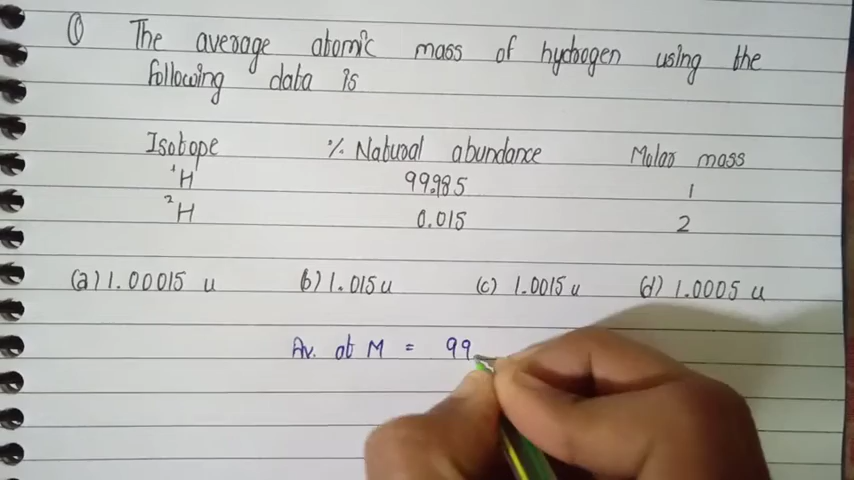 ① The average atomic mass of hydrogen using the
following data is
Isotope % Natural abundance Molar mass
¹H 99.985 1
²H 0.015 2
(a) 1.00015 u (b) 1.015 u (c) 1.0015 u (d) 1.0005 u
Av. at M = 99.